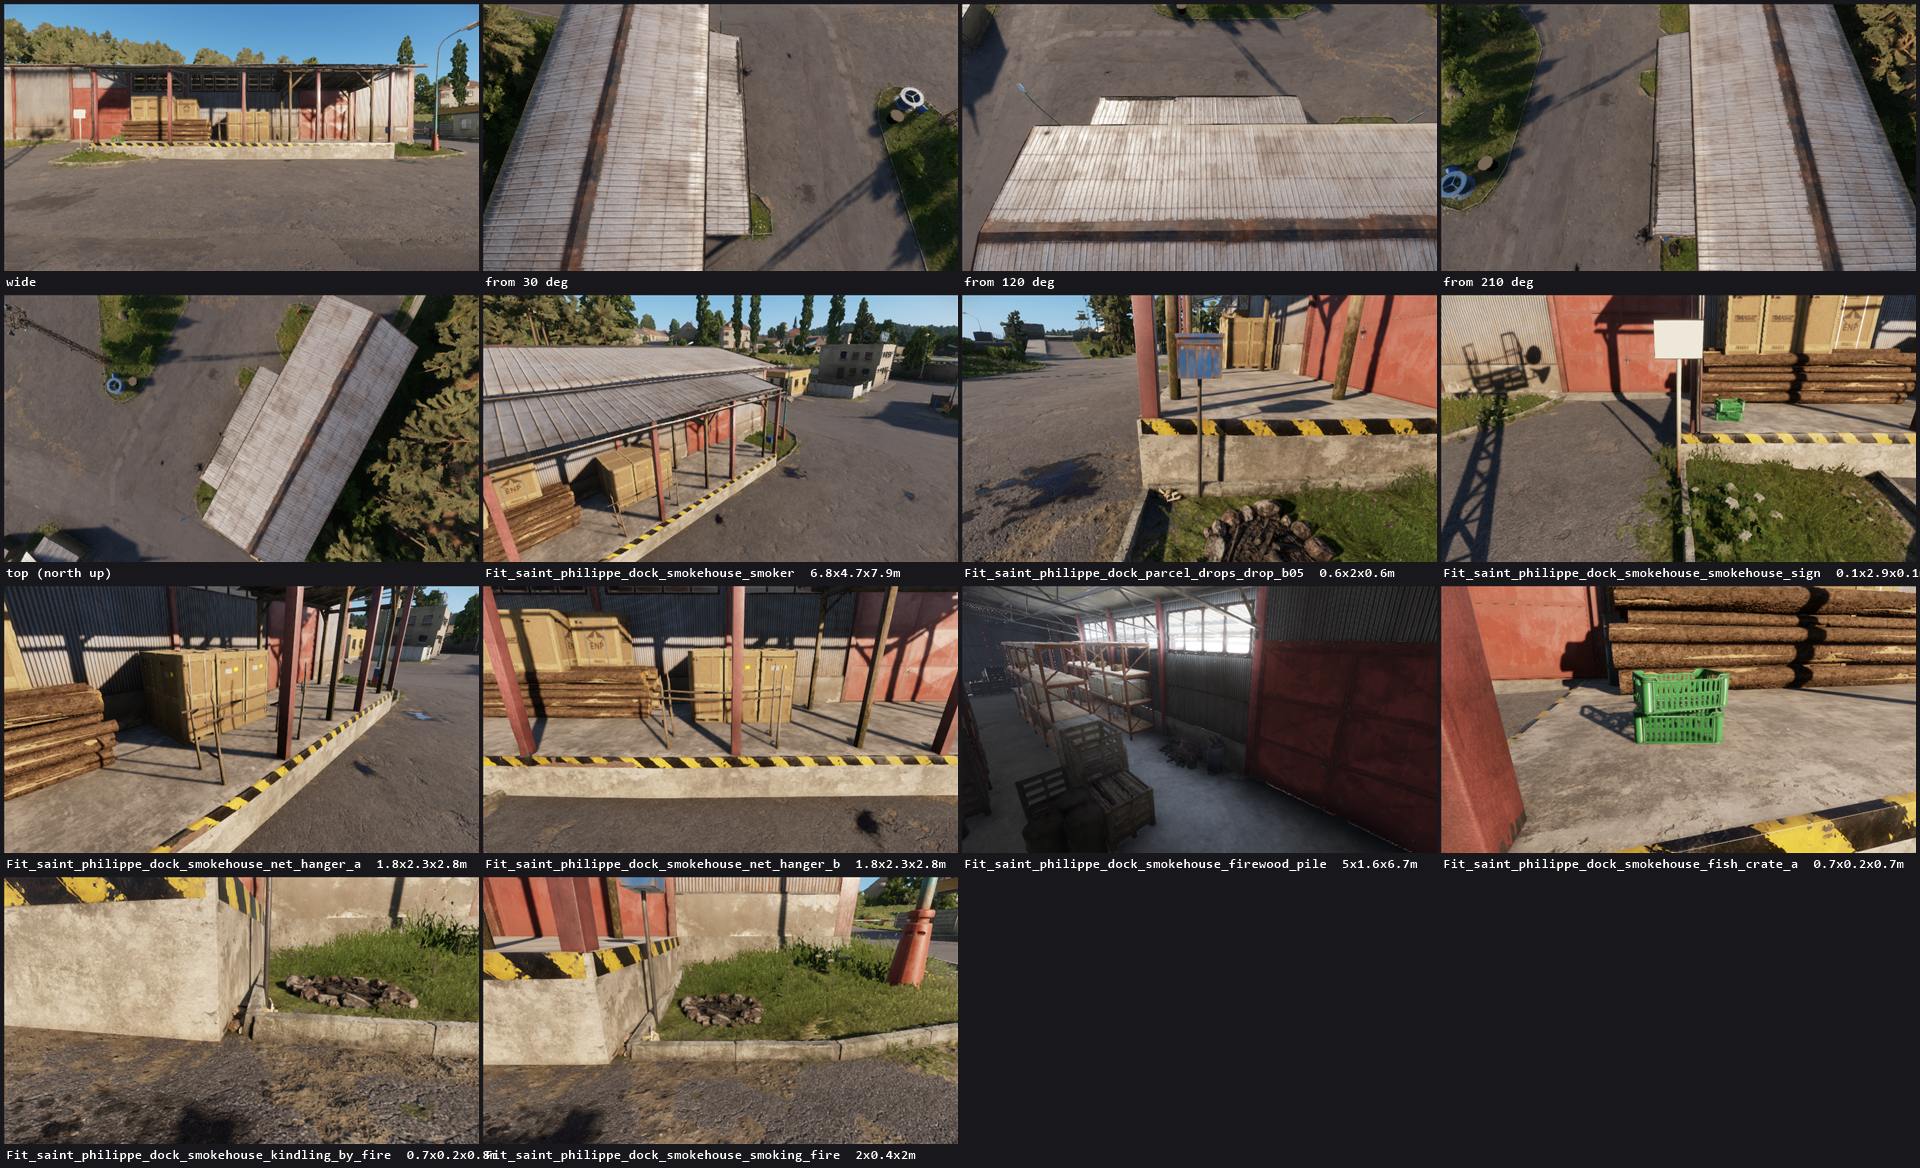 wide
from 30 deg
from 120 deg
from 210 deg
ENP
top (north up)
ENP
Fit_saint_philippe_dock_smokehouse_smoker 6.8x4.7x7.9m
Fit_saint_philippe_dock_parcel_drops_drop_b05 0.6x2x0.6m
Fit_saint_philippe_dock_smokehouse_smokehouse_sign 0.1x2.9x0.1
ENP
Fit_saint_philippe_dock_smokehouse_net_hanger_a 1.8x2.3x2.8m
Fit_saint_philippe_dock_smokehouse_net_hanger_b 1.8x2.3x2.8m
Fit_saint_philippe_dock_smokehouse_firewood_pile 5x1.6x6.7m
Fit_saint_philippe_dock_smokehouse_fish_crate_a 0.7x0.2x0.7m
Fit_saint_philippe_dock_smokehouse_kindling_by_fire 0.7x0.2x0.8m
Fit_saint_philippe_dock_smokehouse_smoking_fire 2x0.4x2m